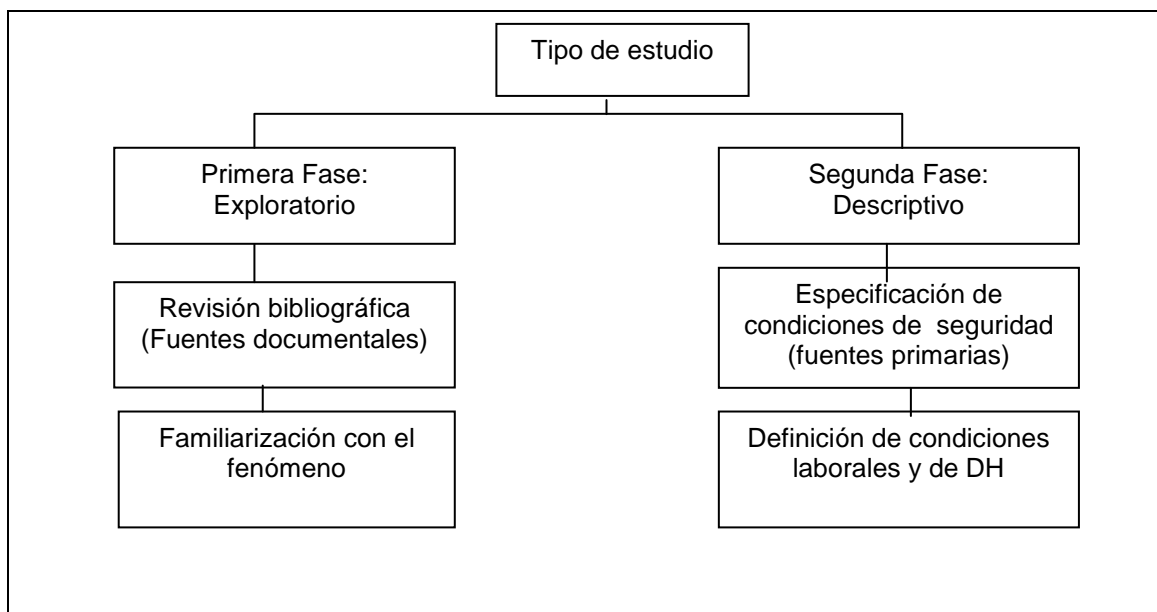 Tipo de estudio
Primera Fase:
Exploratorio
Segunda Fase:
Descriptivo
Revisión bibliográfica
(Fuentes documentales)
Especificación de
condiciones de seguridad
(fuentes primarias)
Familiarización con el
fenómeno
Definición de condiciones
laborales y de DH